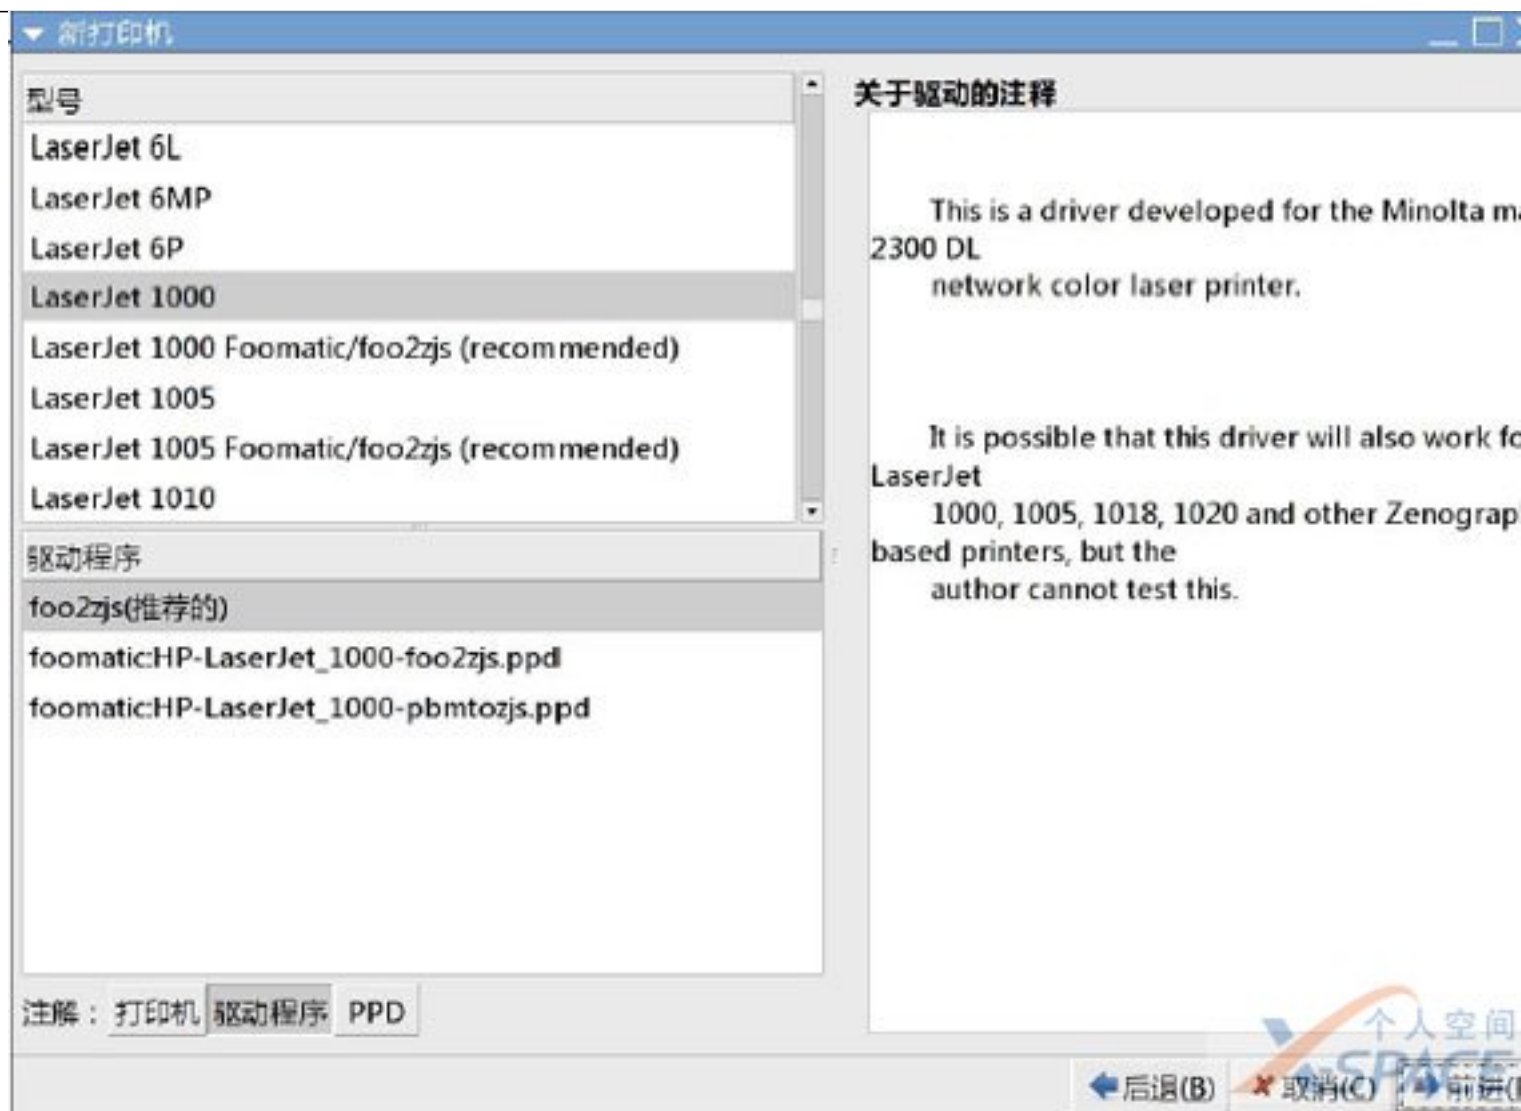 新打印机
型号
LaserJet 6L
LaserJet 6MP
LaserJet 6P
LaserJet 1000
LaserJet 1000 Foomatic/foo2zjs (recommended)
LaserJet 1005
LaserJet 1005 Foomatic/foo2zjs (recommended)
LaserJet 1010
驱动程序
foo2zjs(推荐的)
foomatic:HP-LaserJet_1000-foo2zjs.ppd
foomatic:HP-LaserJet_1000-pbmtozjs.ppd
注解： 打印机 驱动程序 PPD
关于驱动的注释
This is a driver developed for the Minolta
2300 DL
network color laser printer.
It is possible that this driver will also work
LaserJet
1000, 1005, 1018, 1020 and other
based printers, but the
author cannot test this.
个人空间
SPACE
后退(B) 取消(C) 前进